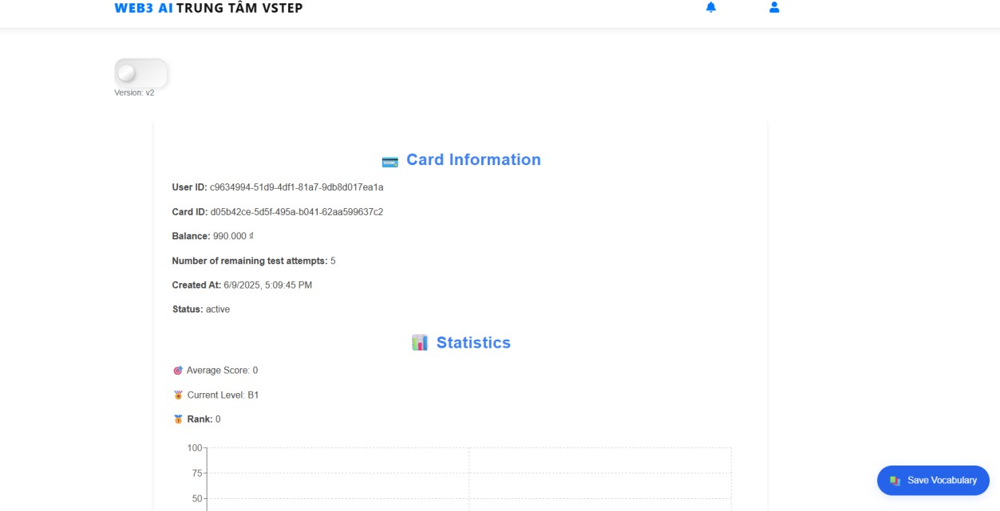 WEB3 AI TRUNG TÂM VSTEP
Version: v2
Card Information
User ID: c9634994-51d9-4df1-81a7-9db8d017ea1a
Card ID: d05b42ce-5d5f-495a-b041-62aa599637c2
Balance: 990.000 ₫
Number of remaining test attempts: 5
Created At: 6/9/2025, 5:09:45 PM
Status: active
Statistics
Average Score: 0
Current Level: B1
Rank: 0
100
75
50
Save Vocabulary